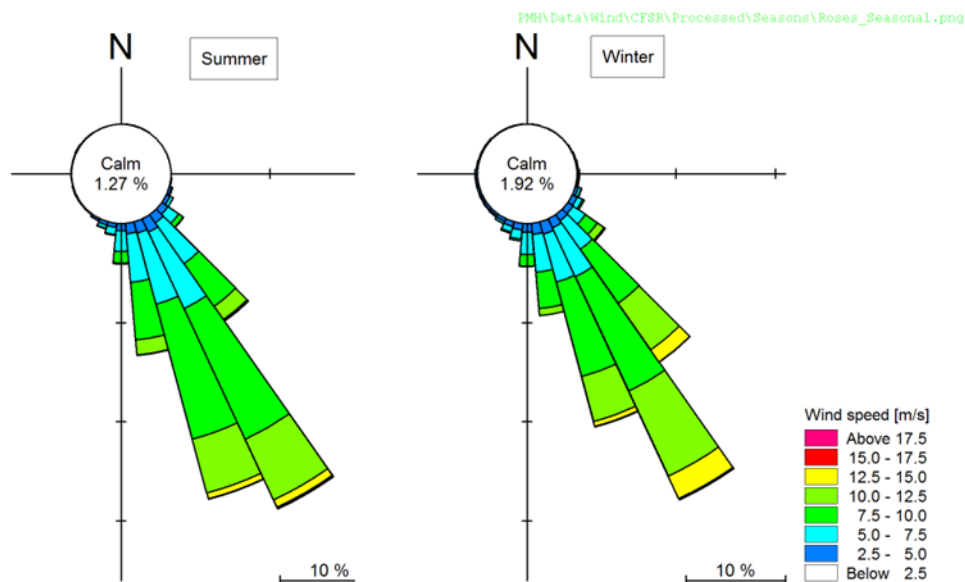 PMH\Data\Wind\CFSR\Processed\Seasons\Roses_Seasonal.png
N
Summer
Calm
1.27 %
10 %
N
Winter
Calm
1.92 %
10 %
Wind speed [m/s]
Above 17.5
15.0 - 17.5
12.5 - 15.0
10.0 - 12.5
7.5 - 10.0
5.0 - 7.5
2.5 - 5.0
Below 2.5